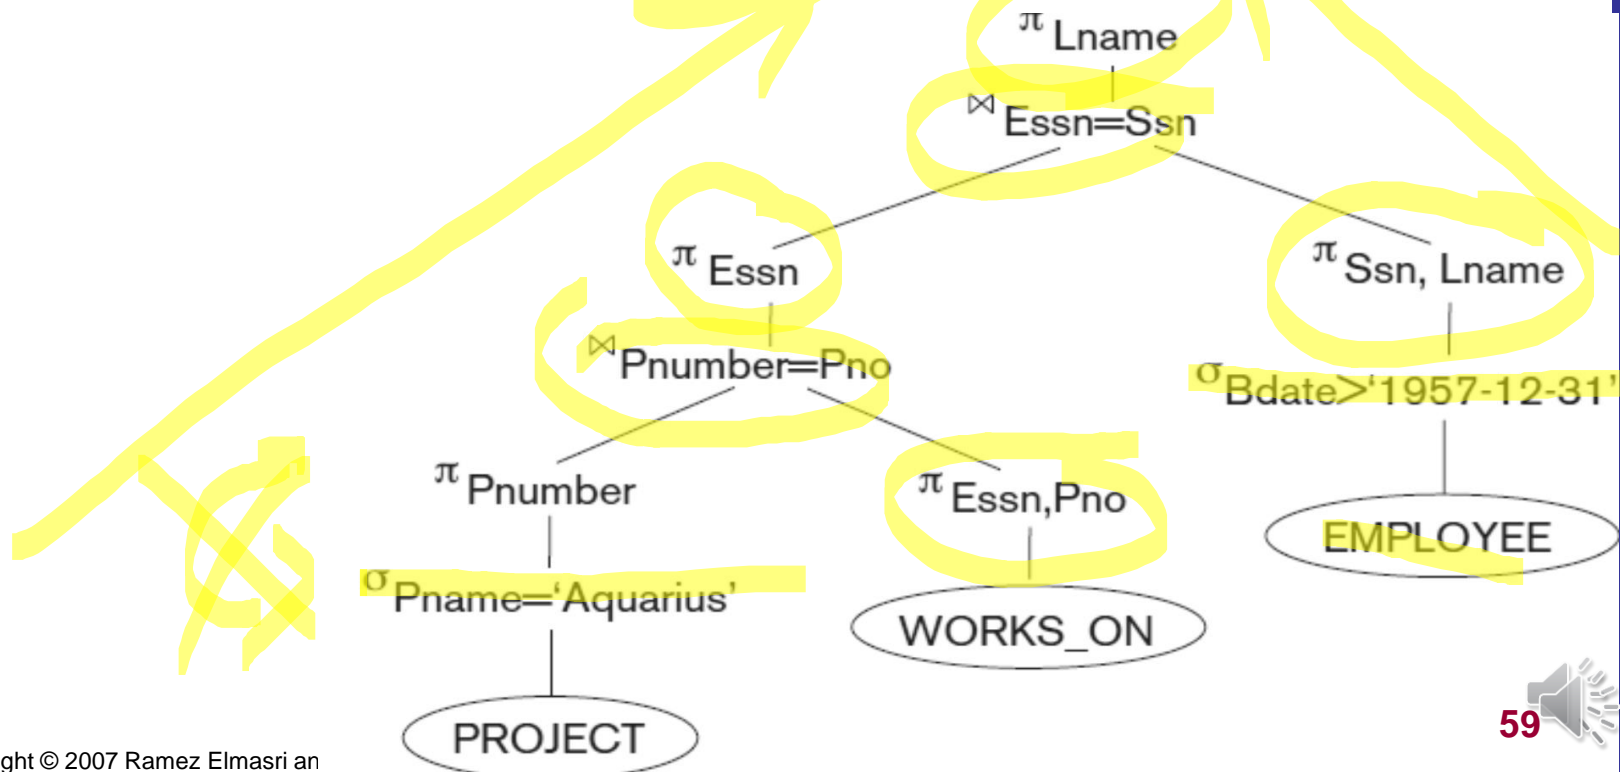 π Lname
⋈ Essn=Ssn
π Essn
π Ssn, Lname
⋈ Pnumber=Pno
σ Bdate>‘1957-12-31’
π Pnumber
π Essn,Pno
σ Pname=‘Aquarius’
EMPLOYEE
WORKS_ON
PROJECT
59
ght © 2007 Ramez Elmasri an